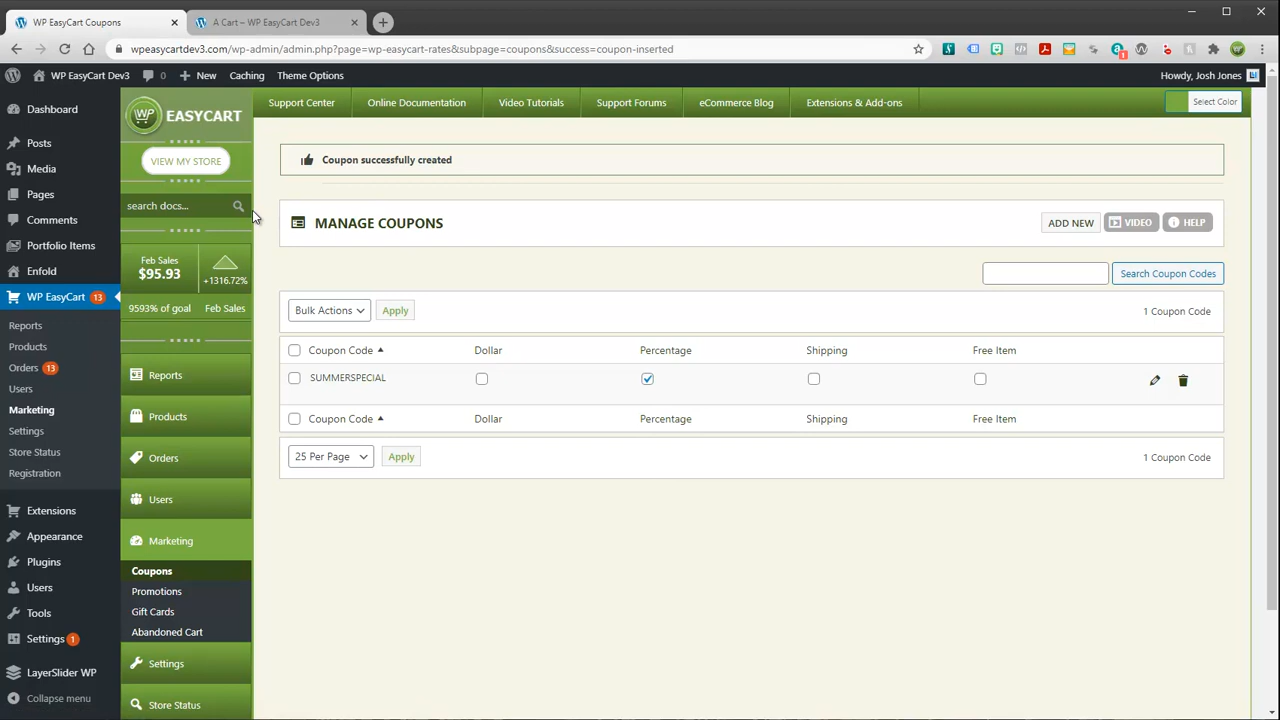 WP EasyCart Coupons
A Cart – WP EasyCart Dev3
wpeasycartdev3.com/wp-admin/admin.php?page=wp-easycart-rates&subpage=coupons&success=coupon-inserted
WP EasyCart Dev3
0
New
Caching
Theme Options
Howdy, Josh Jones
Dashboard
Posts
Media
Pages
Comments
Portfolio Items
Enfold
WP EasyCart 13
Reports
Products
Orders 13
Users
Marketing
Settings
Store Status
Registration
Extensions
Appearance
Plugins
Users
Tools
Settings 1
LayerSlider WP
Collapse menu
WP EASYCART
VIEW MY STORE
search docs...
Feb Sales
$95.93
+1316.72%
9593% of goal
Feb Sales
Reports
Products
Orders
Users
Marketing
Coupons
Promotions
Gift Cards
Abandoned Cart
Settings
Store Status
Support Center
Online Documentation
Video Tutorials
Support Forums
eCommerce Blog
Extensions & Add-ons
Select Color
Coupon successfully created
MANAGE COUPONS
ADD NEW
VIDEO
HELP
Search Coupon Codes
Bulk Actions
Apply
1 Coupon Code
Coupon Code Dollar Percentage Shipping Free Item
SUMMERSPECIAL
Coupon Code Dollar Percentage Shipping Free Item
25 Per Page
Apply
1 Coupon Code